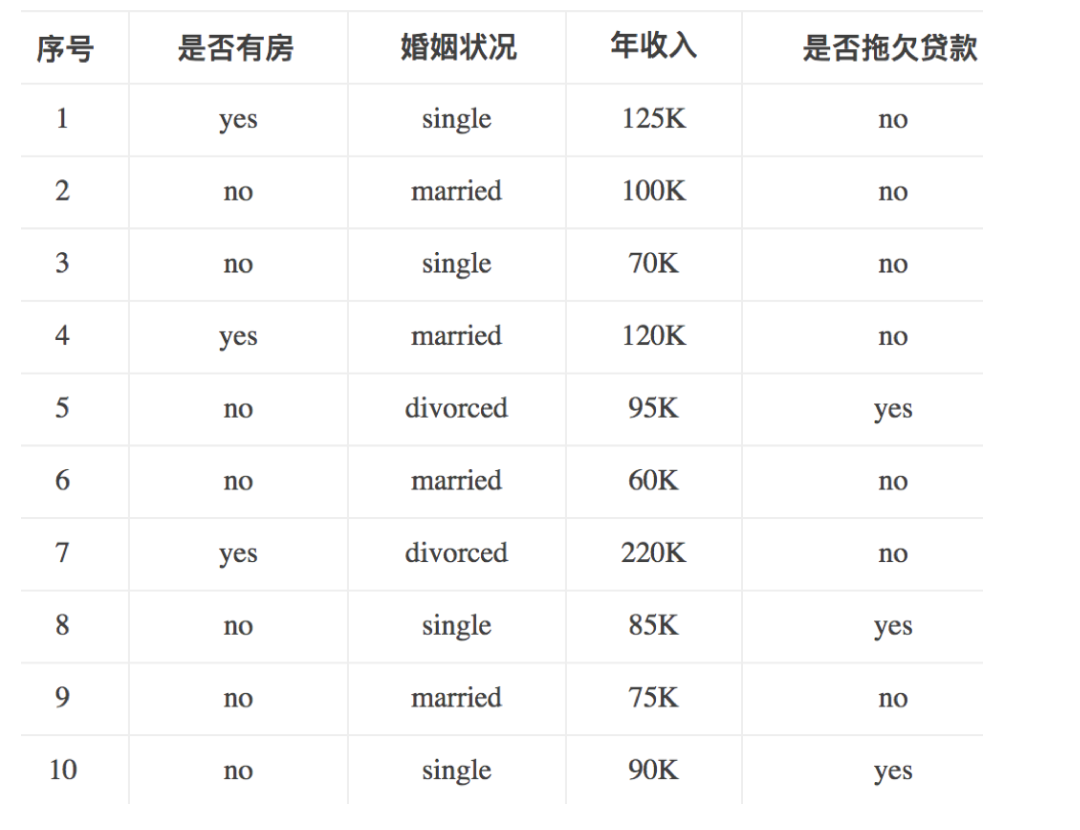 序号 是否有房 婚姻状况 年收入 是否拖欠贷款
1 yes single 125K no
2 no married 100K no
3 no single 70K no
4 yes married 120K no
5 no divorced 95K yes
6 no married 60K no
7 yes divorced 220K no
8 no single 85K yes
9 no married 75K no
10 no single 90K yes